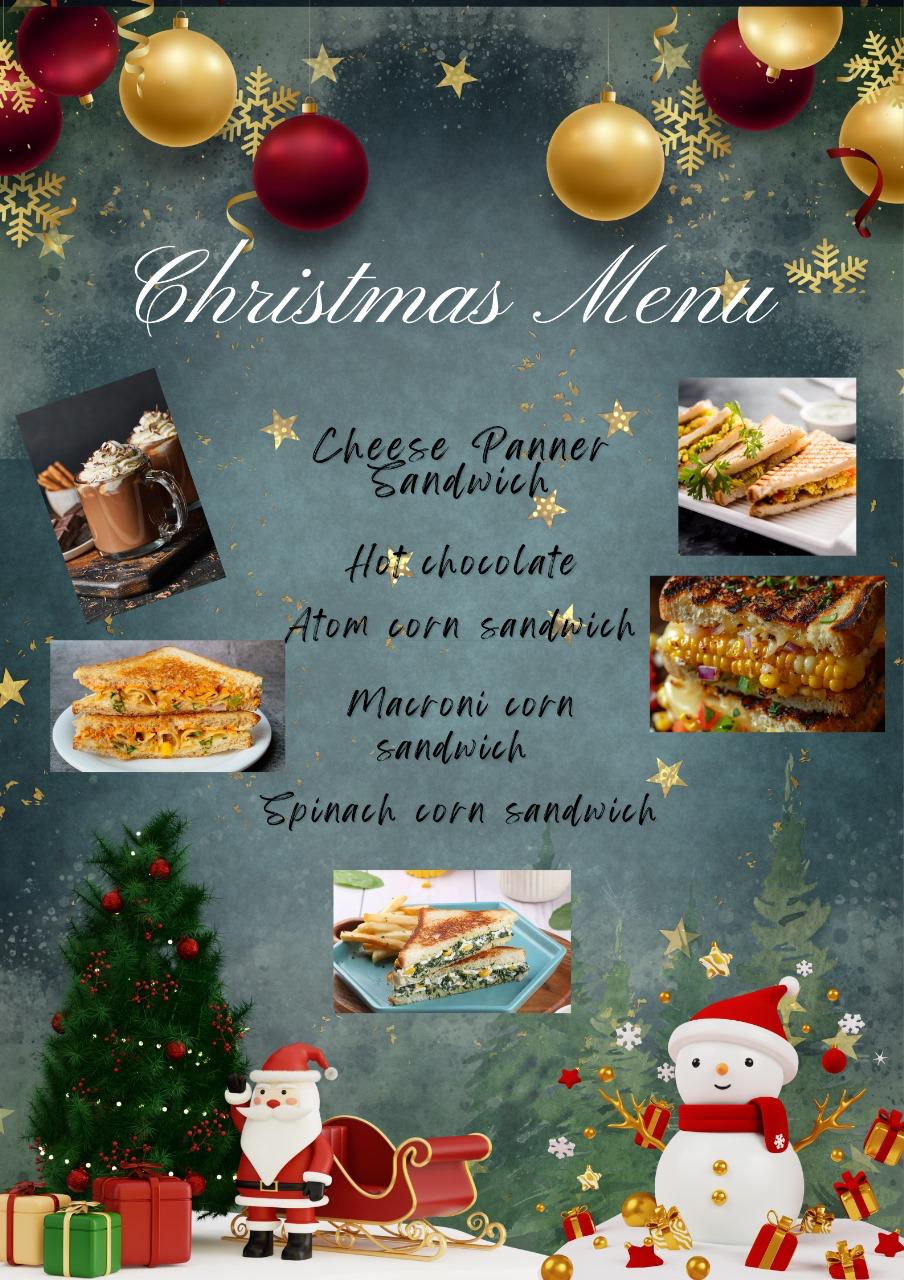 Christmas Menu
Cheese Panner
Sandwich
Hot chocolate
Atom corn sandwich
Macroni corn
sandwich
Spinach corn sandwich